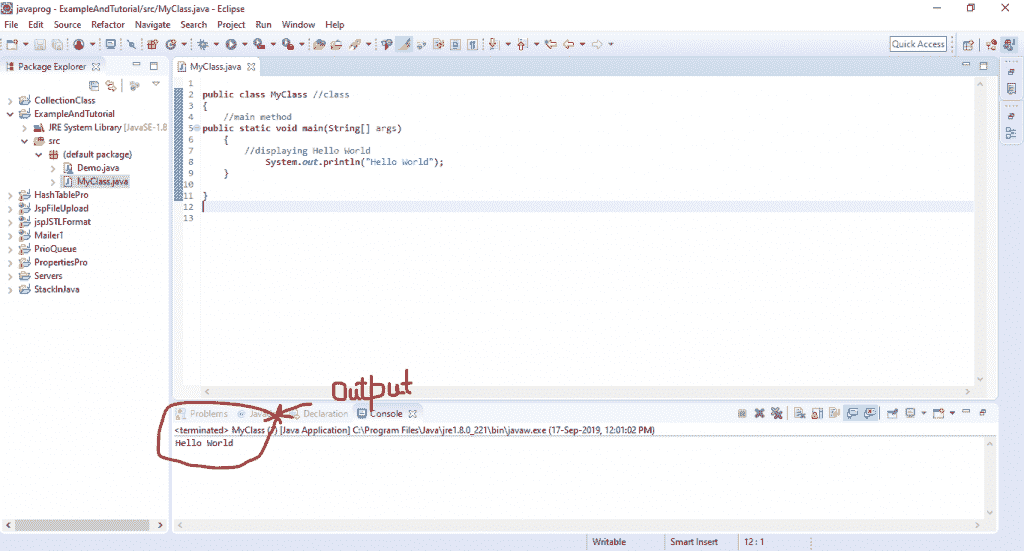 javaprog - ExampleAndTutorial/src/MyClass.java - Eclipse
File Edit Source Refactor Navigate Search Project Run Window Help
Quick Access
Package Explorer
MyClass.java
CollectionClass
ExampleAndTutorial
JRE System Library [JavaSE-1.8
src
(default package)
Demo.java
MyClass.java
HashTablePro
JspFileUpload
jspJSTLFormat
Mailer1
PrioQueue
PropertiesPro
Servers
StackInJava
1
2 public class MyClass //class
3 {
4 //main method
5 public static void main(String[] args)
6 {
7 //displaying Hello World
8 System.out.println("Hello World");
9 }
10
11 }
12
13
Output
Problems Declaration Console
<terminated> MyClass [Java Application] C:\Program Files\Java\jre1.8.0_221\bin\javaw.exe (17-Sep-2019, 12:01:02 PM)
Hello World
Writable Smart Insert 12 : 1